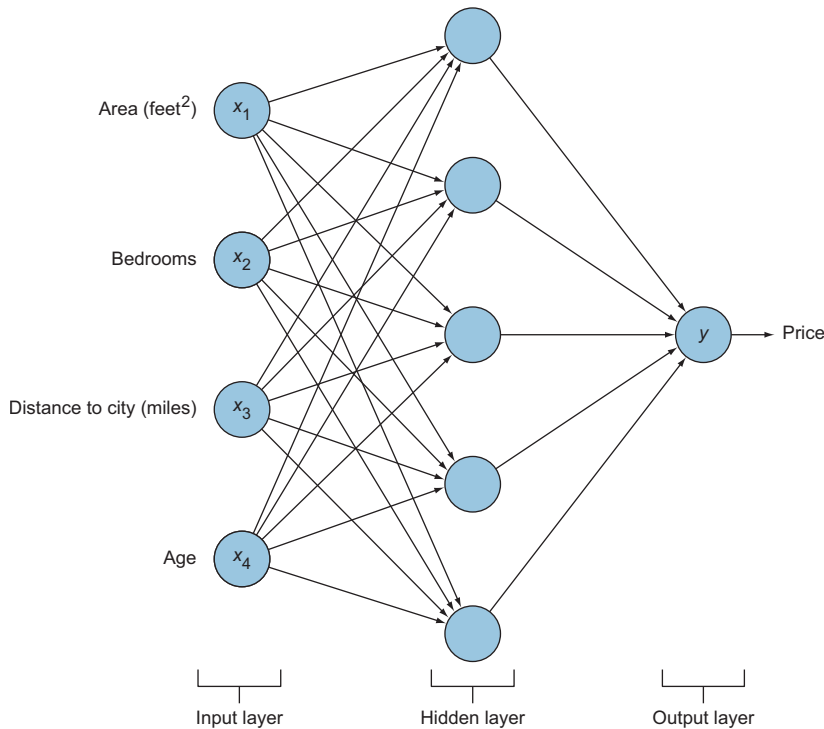 Area (feet²)
x₁
Bedrooms
x₂
Distance to city (miles)
x₃
Age
x₄
y
Price
Input layer
Hidden layer
Output layer